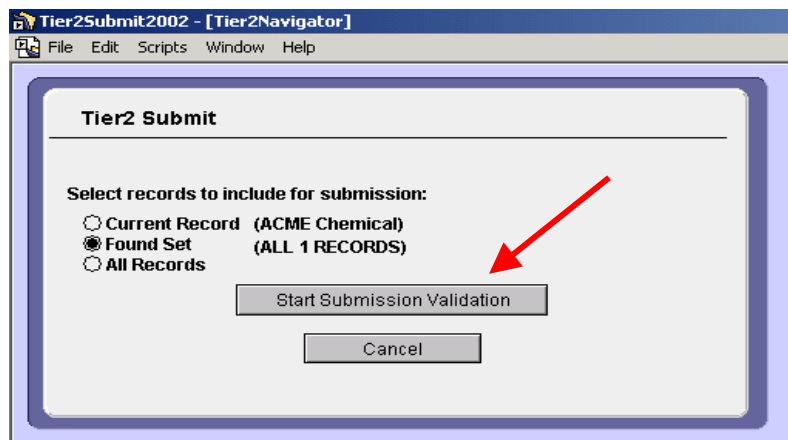 Tier2Submit2002 - [Tier2Navigator]
File Edit Scripts Window Help
Tier2 Submit
Select records to include for submission:
Current Record (ACME Chemical)
Found Set (ALL 1 RECORDS)
All Records
Start Submission Validation
Cancel